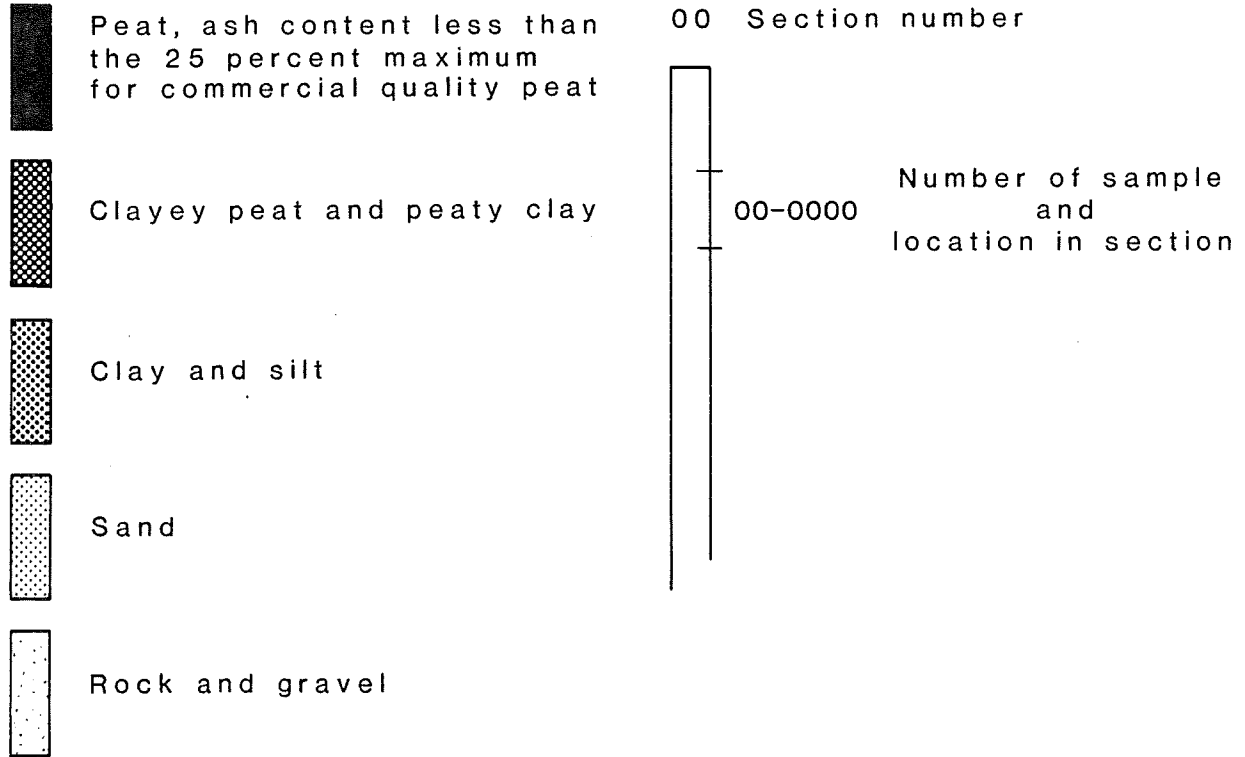 Peat, ash content less than
the 25 percent maximum
for commercial quality peat
Clayey peat and peaty clay
Clay and silt
Sand
Rock and gravel
00 Section number
00-0000
Number of sample
and
location in section